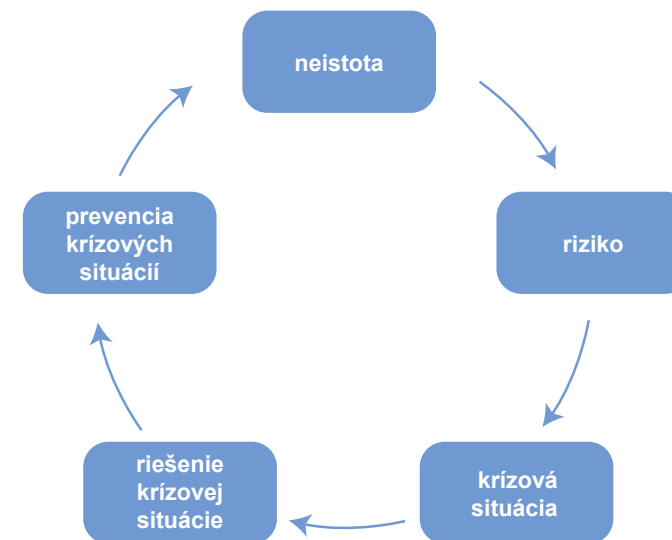 neistota
riziko
krízová
situácia
riešenie
krízovej
situácie
prevencia
krízových
situácií